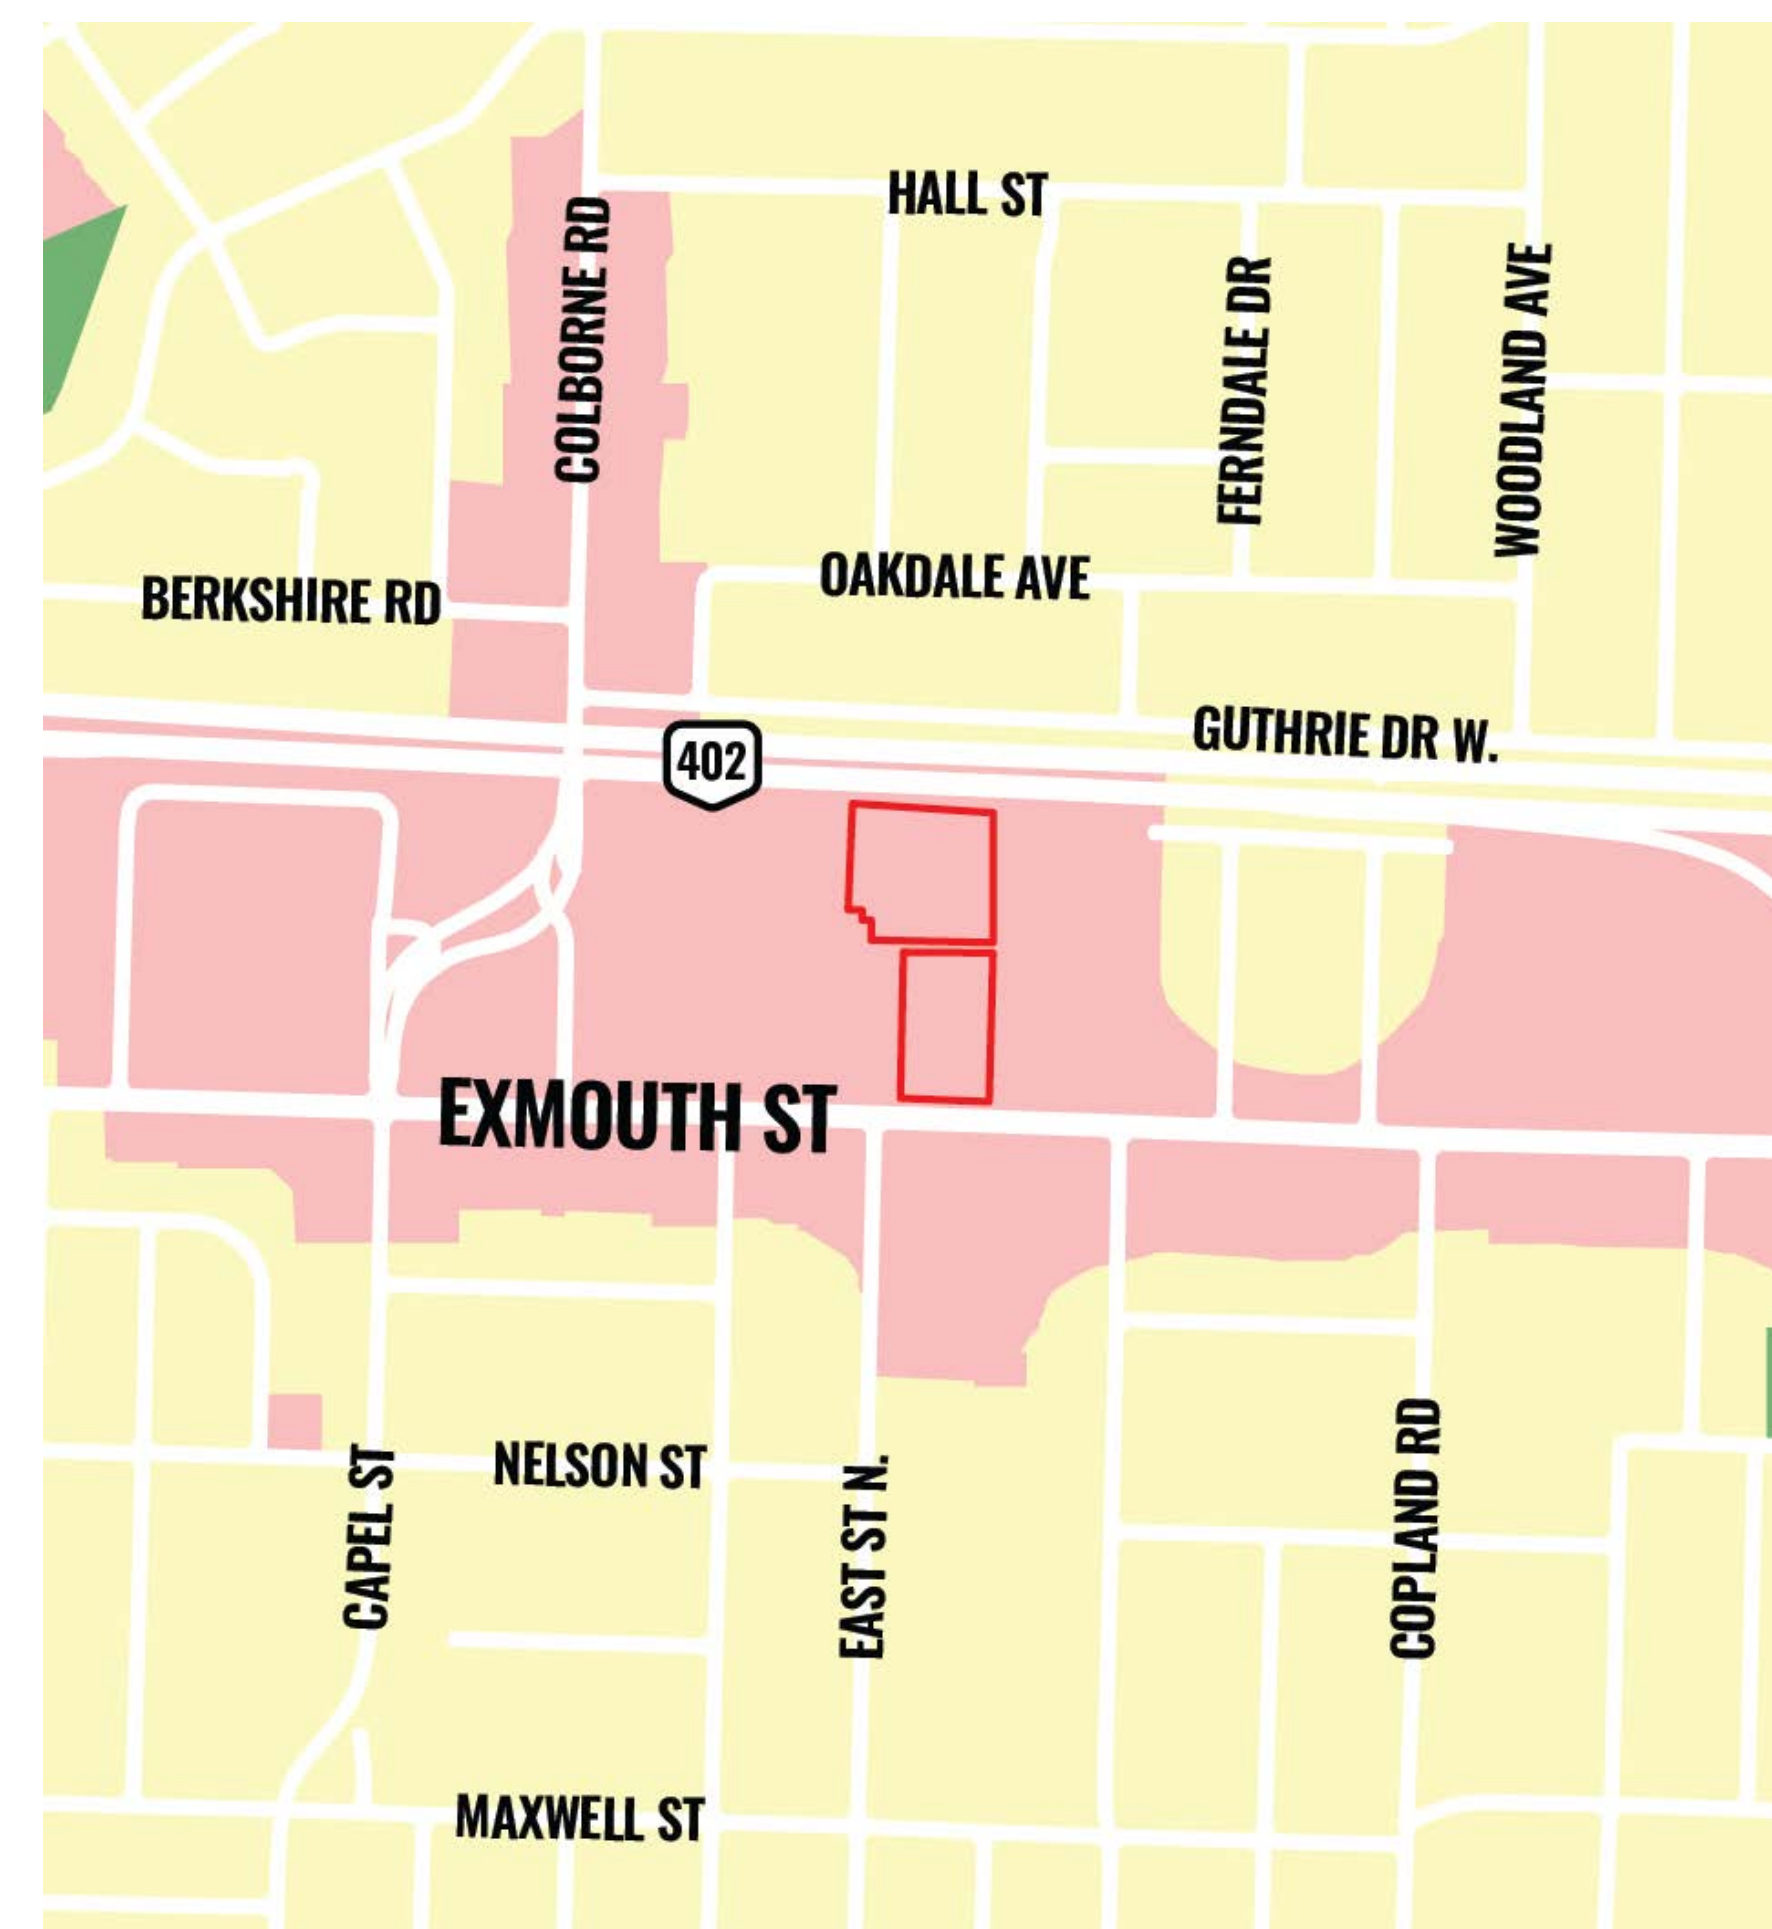 HALL ST
COLBORNE RD
FERNDALE DR
WOODLAND AVE
OAKDALE AVE
BERKSHIRE RD
GUTHRIE DR W.
402
EXMOUTH ST
NELSON ST
CAPEL ST
EAST ST N.
COPLAND RD
MAXWELL ST